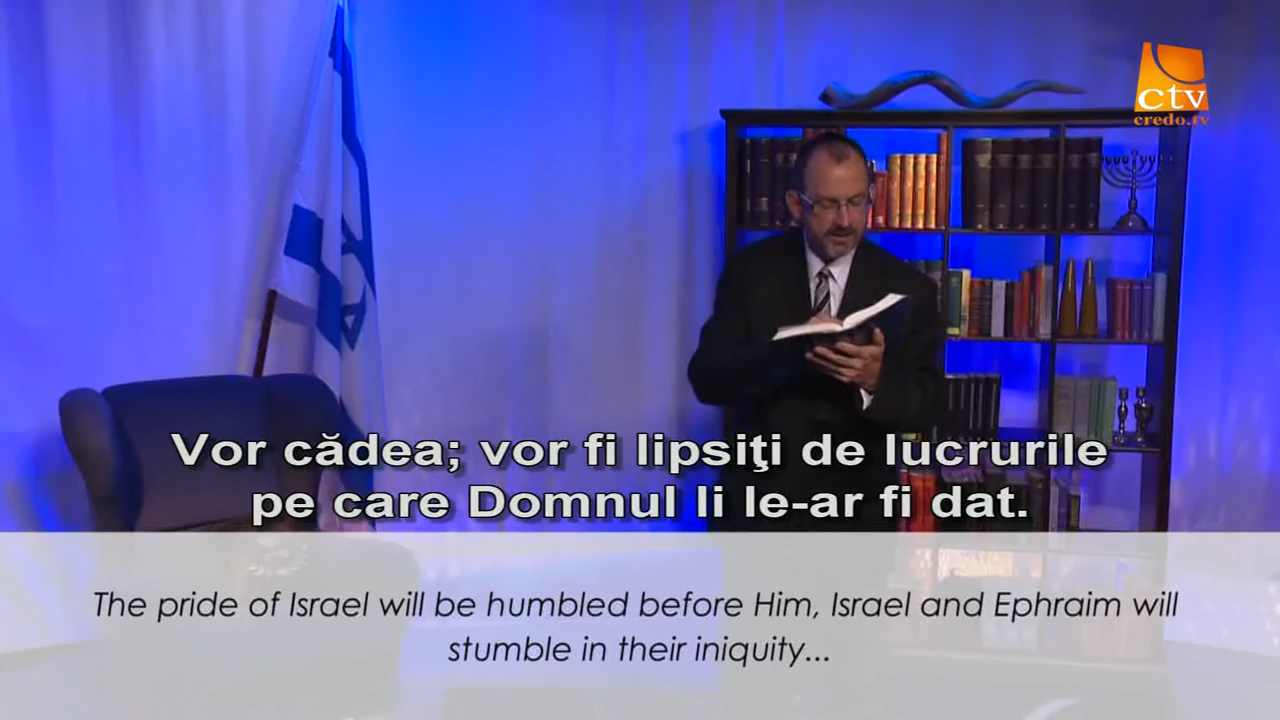 ctv
credo.tv
Vor cădea; vor fi lipsiţi de lucrurile
pe care Domnul li le-ar fi dat.
The pride of Israel will be humbled before Him, Israel and Ephraim will
stumble in their iniquity...